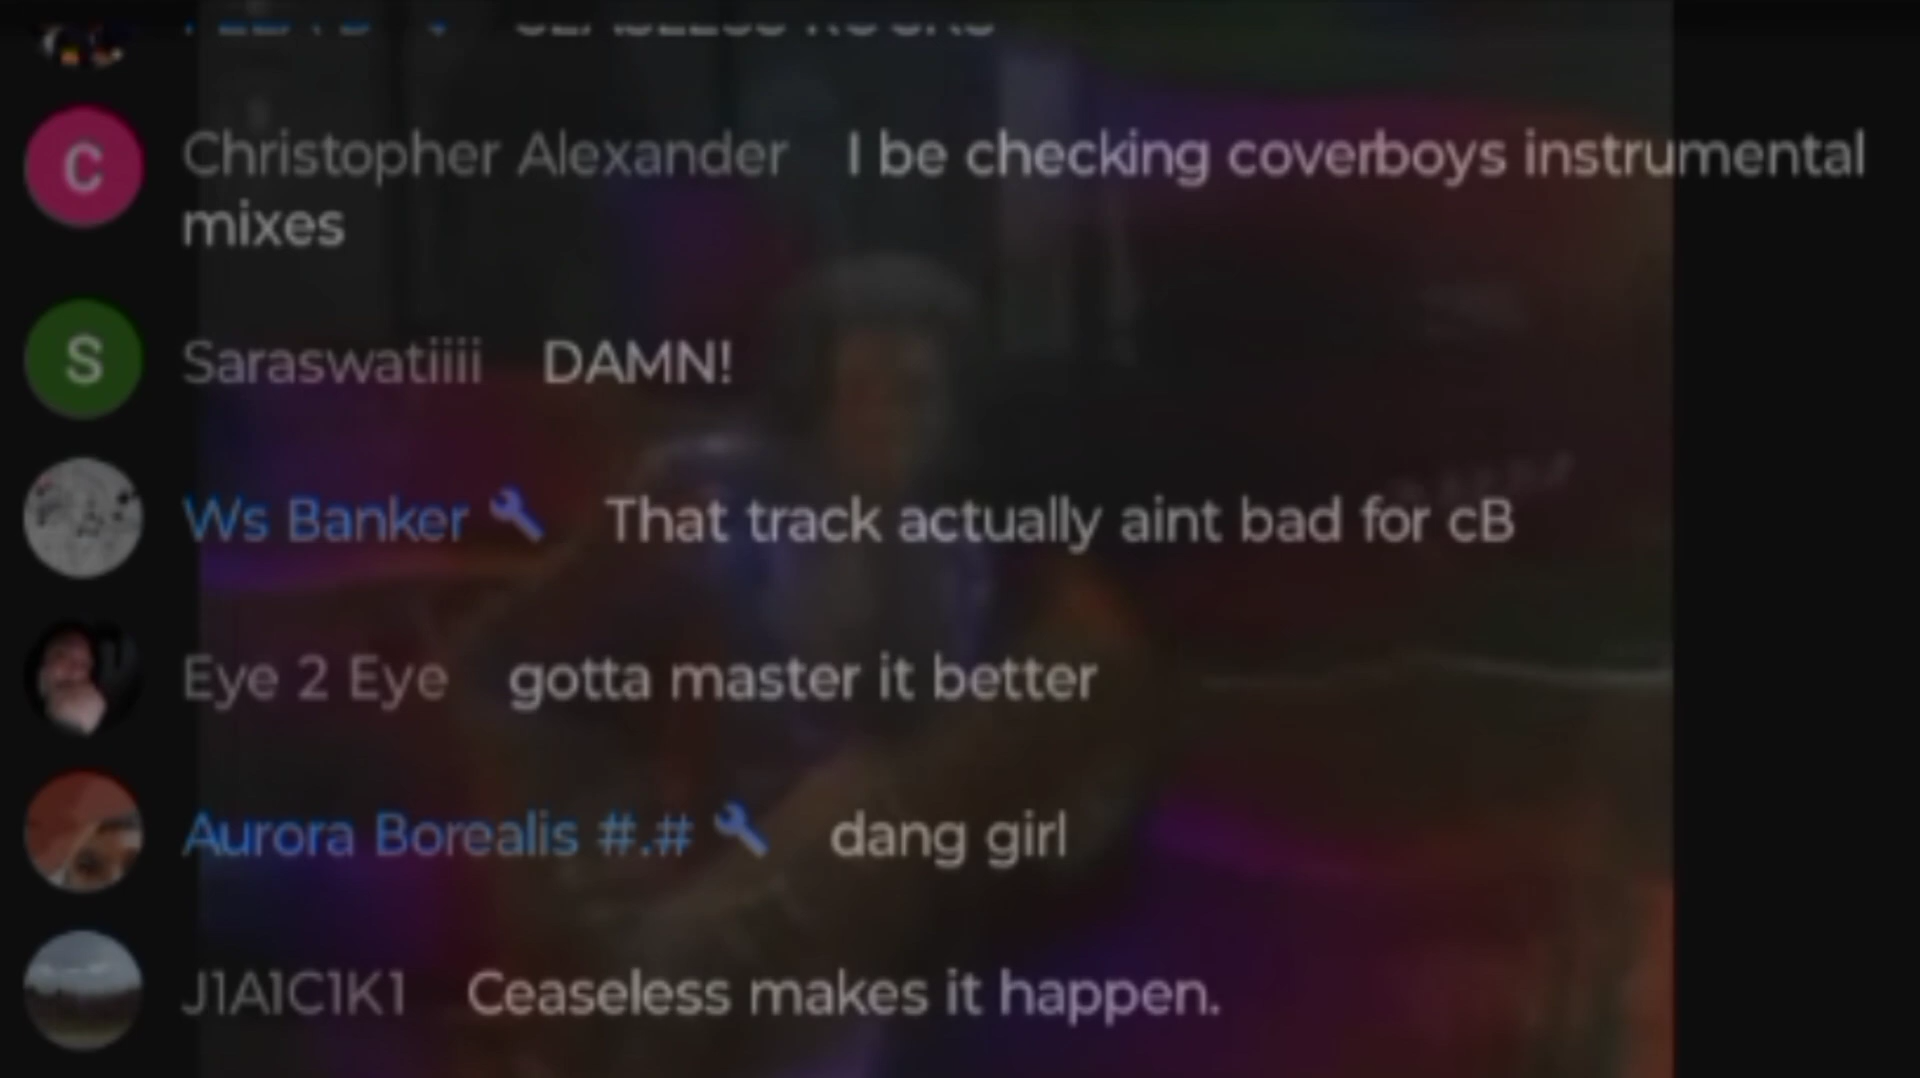 C Christopher Alexander I be checking coverboys instrumental
mixes
S Saraswatiiii DAMN!
Ws Banker That track actually aint bad for cB
Eye 2 Eye gotta master it better
Aurora Borealis #.# dang girl
J1A1C1K1 Ceaseless makes it happen.